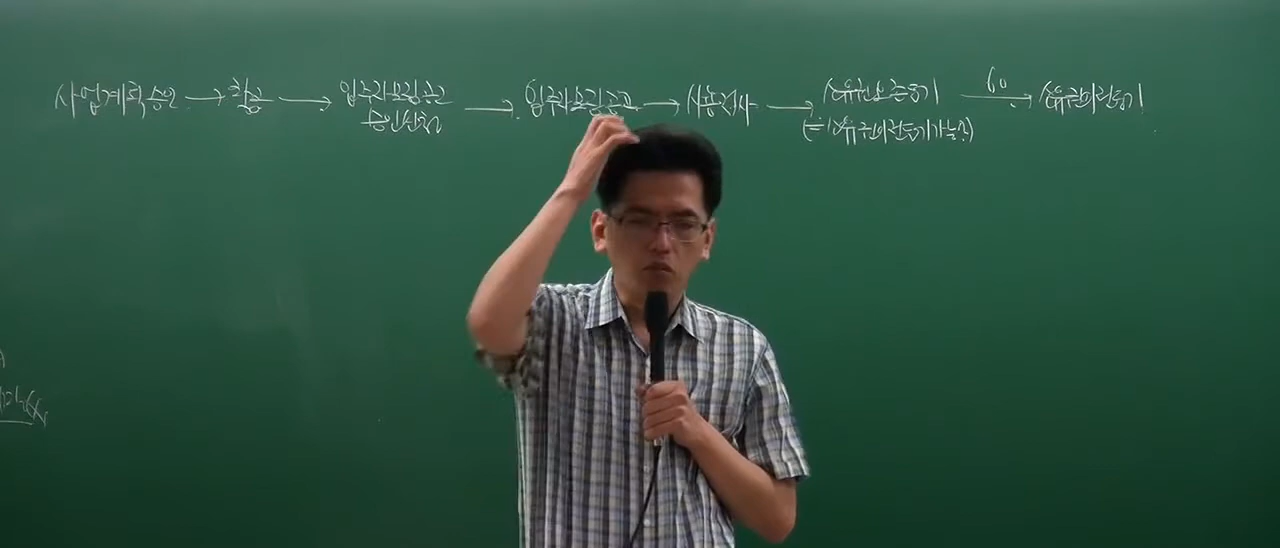 사업계획승인 → 착공 → 입주자모집공고 승인신청 → 입주자모집공고 → 사용검사 → 소유권보존등기 (=소유권이전등기가능일) 60 → 소유권이전등기